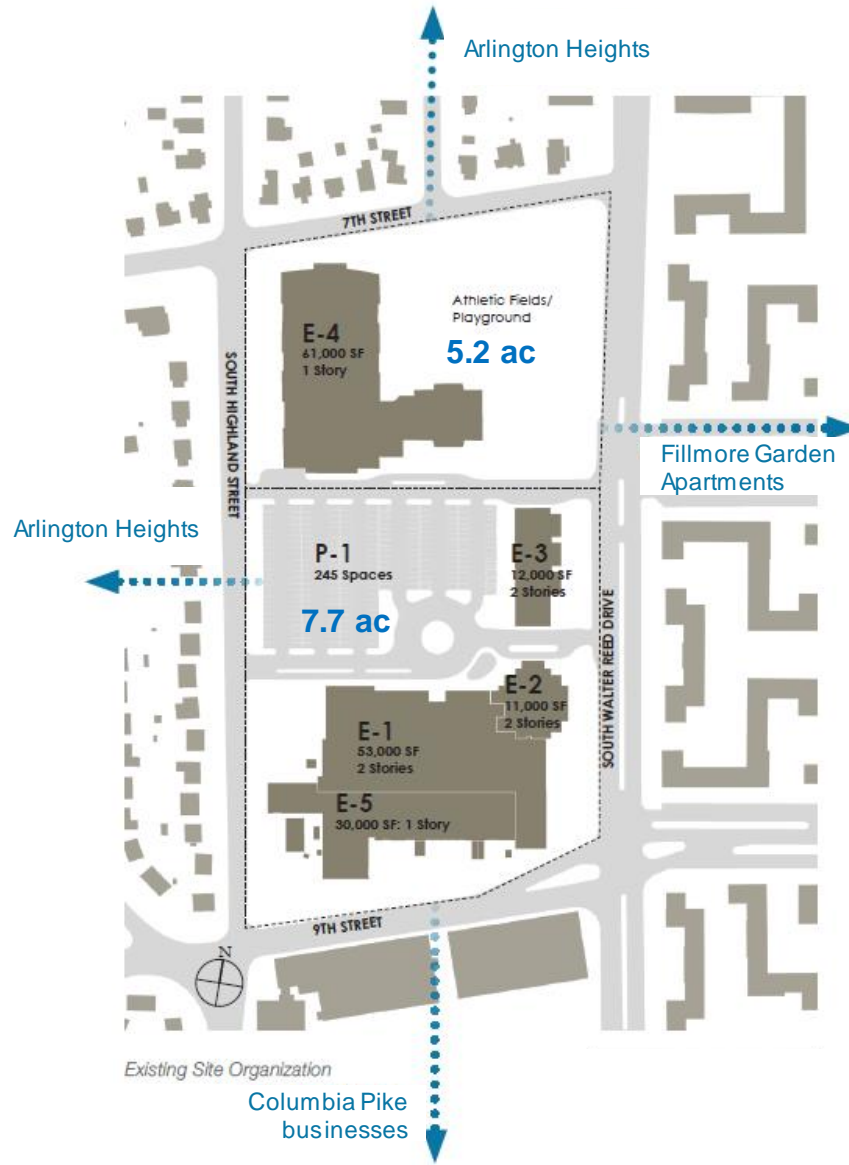 Arlington Heights
7TH STREET
Athletic Fields/
Playground
5.2 ac
E-4
61,000 SF
1 Story
SOUTH HIGHLAND STREET
Fillmore Garden
Apartments
Arlington Heights
P-1
245 Spaces
7.7 ac
E-3
12,000 SF
2 Stories
SOUTH WALTER REED DRIVE
E-2
11,000 SF
2 Stories
E-1
53,000 SF
2 Stories
E-5
30,000 SF: 1 Story
9TH STREET
N
Existing Site Organization
Columbia Pike
businesses